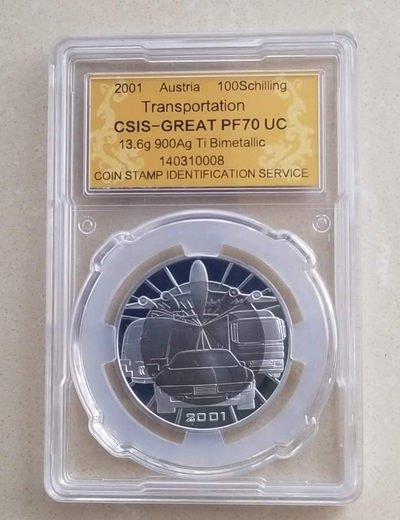 2001 Austria 100Schilling
Transportation
CSIS-GREAT PF70 UC
13.6g 900Ag Ti Bimetallic
140310008
COIN STAMP IDENTIFICATION SERVICE
2001